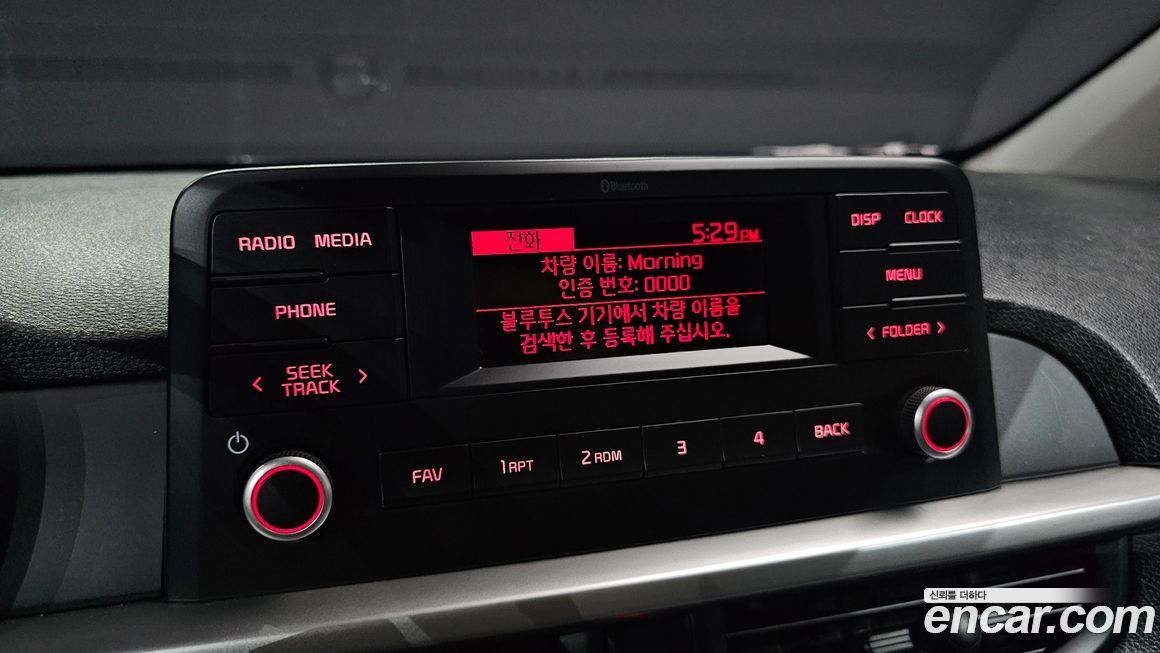 Bluetooth
RADIO MEDIA
PHONE
< SEEK TRACK >
전화 5:29PM
차량 이름: Morning
인증 번호: 0000
블루투스 기기에서 차량 이름을
검색한 후 등록해 주십시오.
DISP CLOCK
MENU
< FOLDER >
FAV 1RPT 2RDM 3 4 BACK
신뢰를 더하다
encar.com